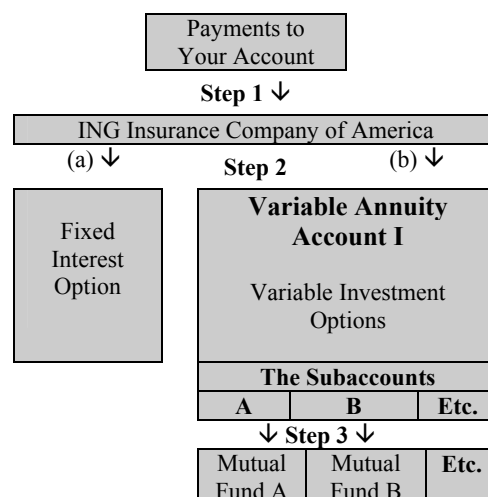 Payments to
Your Account
Step 1 ↓
ING Insurance Company of America
(a) ↓
Step 2
(b) ↓
Fixed
Interest
Option
Variable Annuity
Account I
Variable Investment
Options
The Subaccounts
A B Etc.
↓ Step 3 ↓
Mutual
Fund A
Mutual
Fund B
Etc.